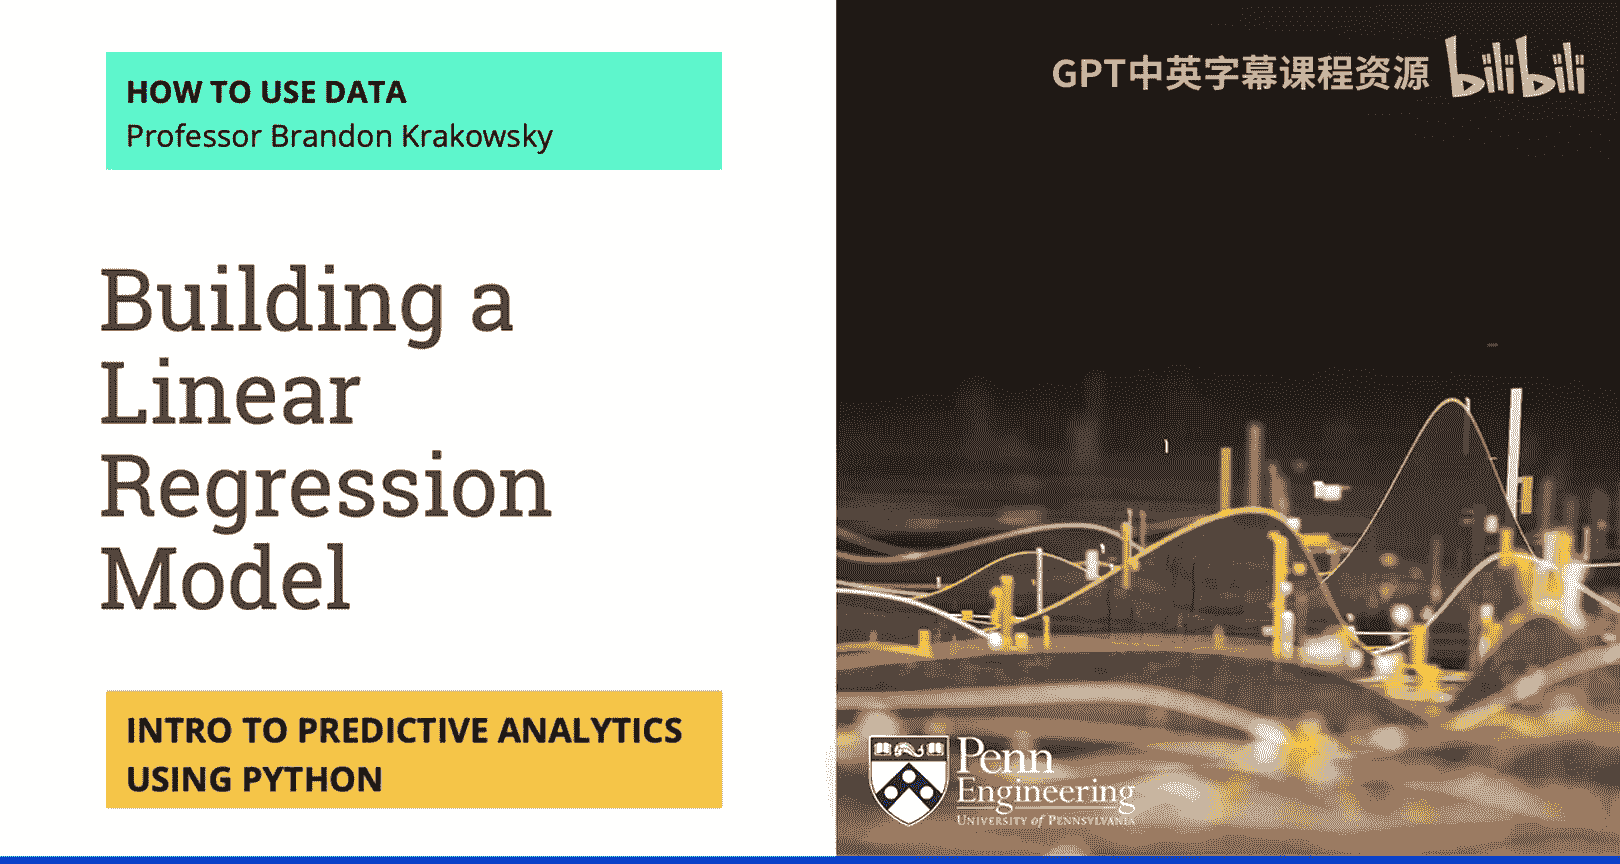 HOW TO USE DATA
Professor Brandon Krakowsky
Building a
Linear
Regression
Model
INTRO TO PREDICTIVE ANALYTICS
USING PYTHON
GPT中英字幕课程资源 bilibili
Penn
Engineering
UNIVERSITY of PENNSYLVANIA